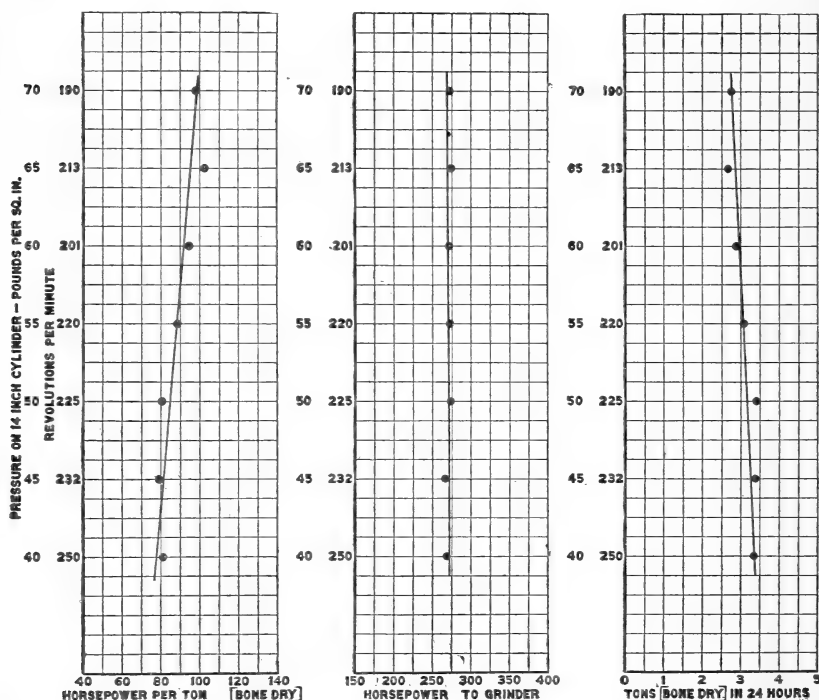 PRESSURE ON 14 INCH CYLINDER — POUNDS PER SQ. IN.
REVOLUTIONS PER MINUTE
70 190
65 213
60 201
55 220
50 225
45 232
40 250
40 60 80 100 120 140
HORSEPOWER PER TON [BONE DRY]
70 190
65 213
60 201
55 220
50 225
45 232
40 250
150 200 250 300 350 400
HORSEPOWER TO GRINDER
70 190
65 213
60 201
55 220
50 225
45 232
40 250
0 1 2 3 4 5
TONS [BONE DRY] IN 24 HOURS